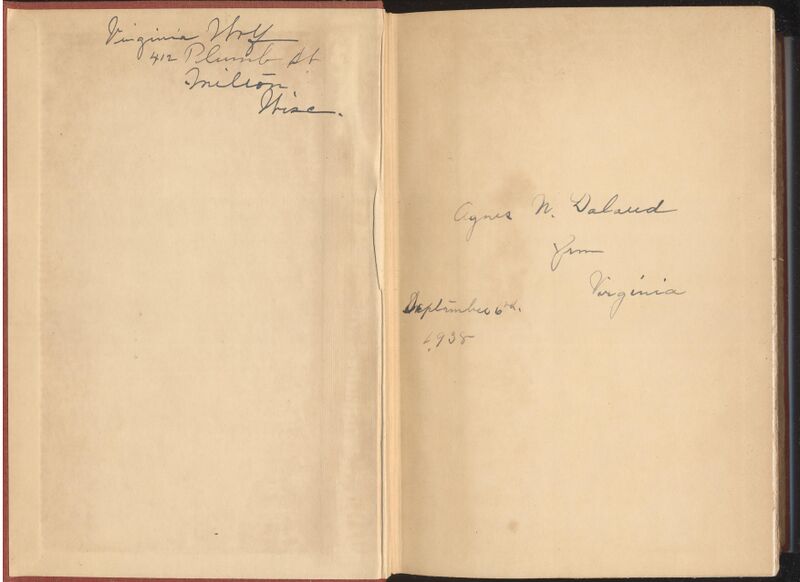 Virginia Wolf
412 Plumb St
Milton
Wisc.
Agnes N. Daland
from
Virginia
September 6th.
1938